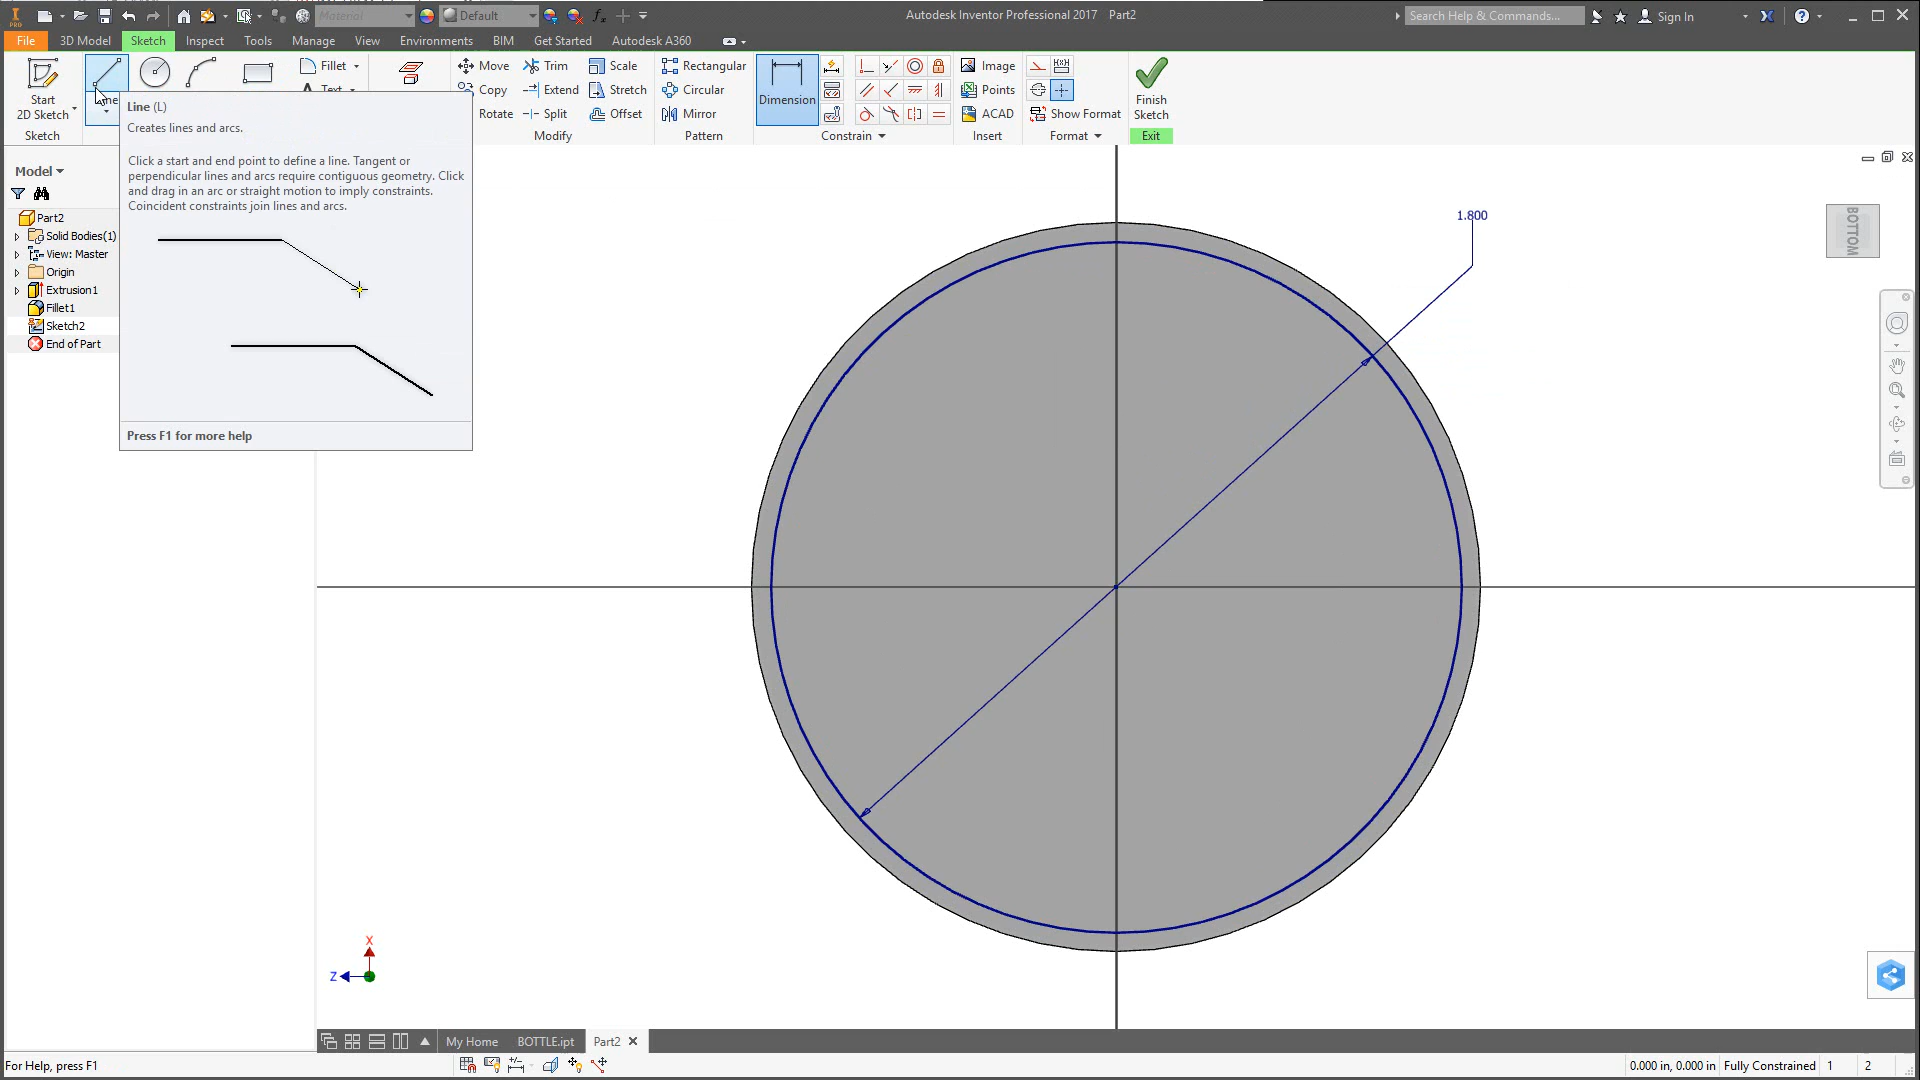 Material
Default
fx
Autodesk Inventor Professional 2017 Part2
Search Help & Commands...
Sign In
PRO
File 3D Model Sketch Inspect Tools Manage View Environments BIM Get Started Autodesk A360
Start
2D Sketch
Sketch
Fillet
Move Trim Scale
Copy Extend Stretch
Rotate Split Offset
Modify
Rectangular
Circular
Mirror
Pattern
Dimension
Constrain
Image
Points
ACAD
Insert
Show Format
Format
Finish
Sketch
Exit
Line (L)
Creates lines and arcs.
Click a start and end point to define a line. Tangent or
perpendicular lines and arcs require contiguous geometry. Click
and drag in an arc or straight motion to imply constraints.
Coincident constraints join lines and arcs.
Press F1 for more help
Model
Part2
Solid Bodies(1)
View: Master
Origin
Extrusion1
Fillet1
Sketch2
End of Part
1.800
BOTTOM
X
Z
My Home BOTTLE.ipt Part2
For Help, press F1
0.000 in, 0.000 in Fully Constrained 1 2